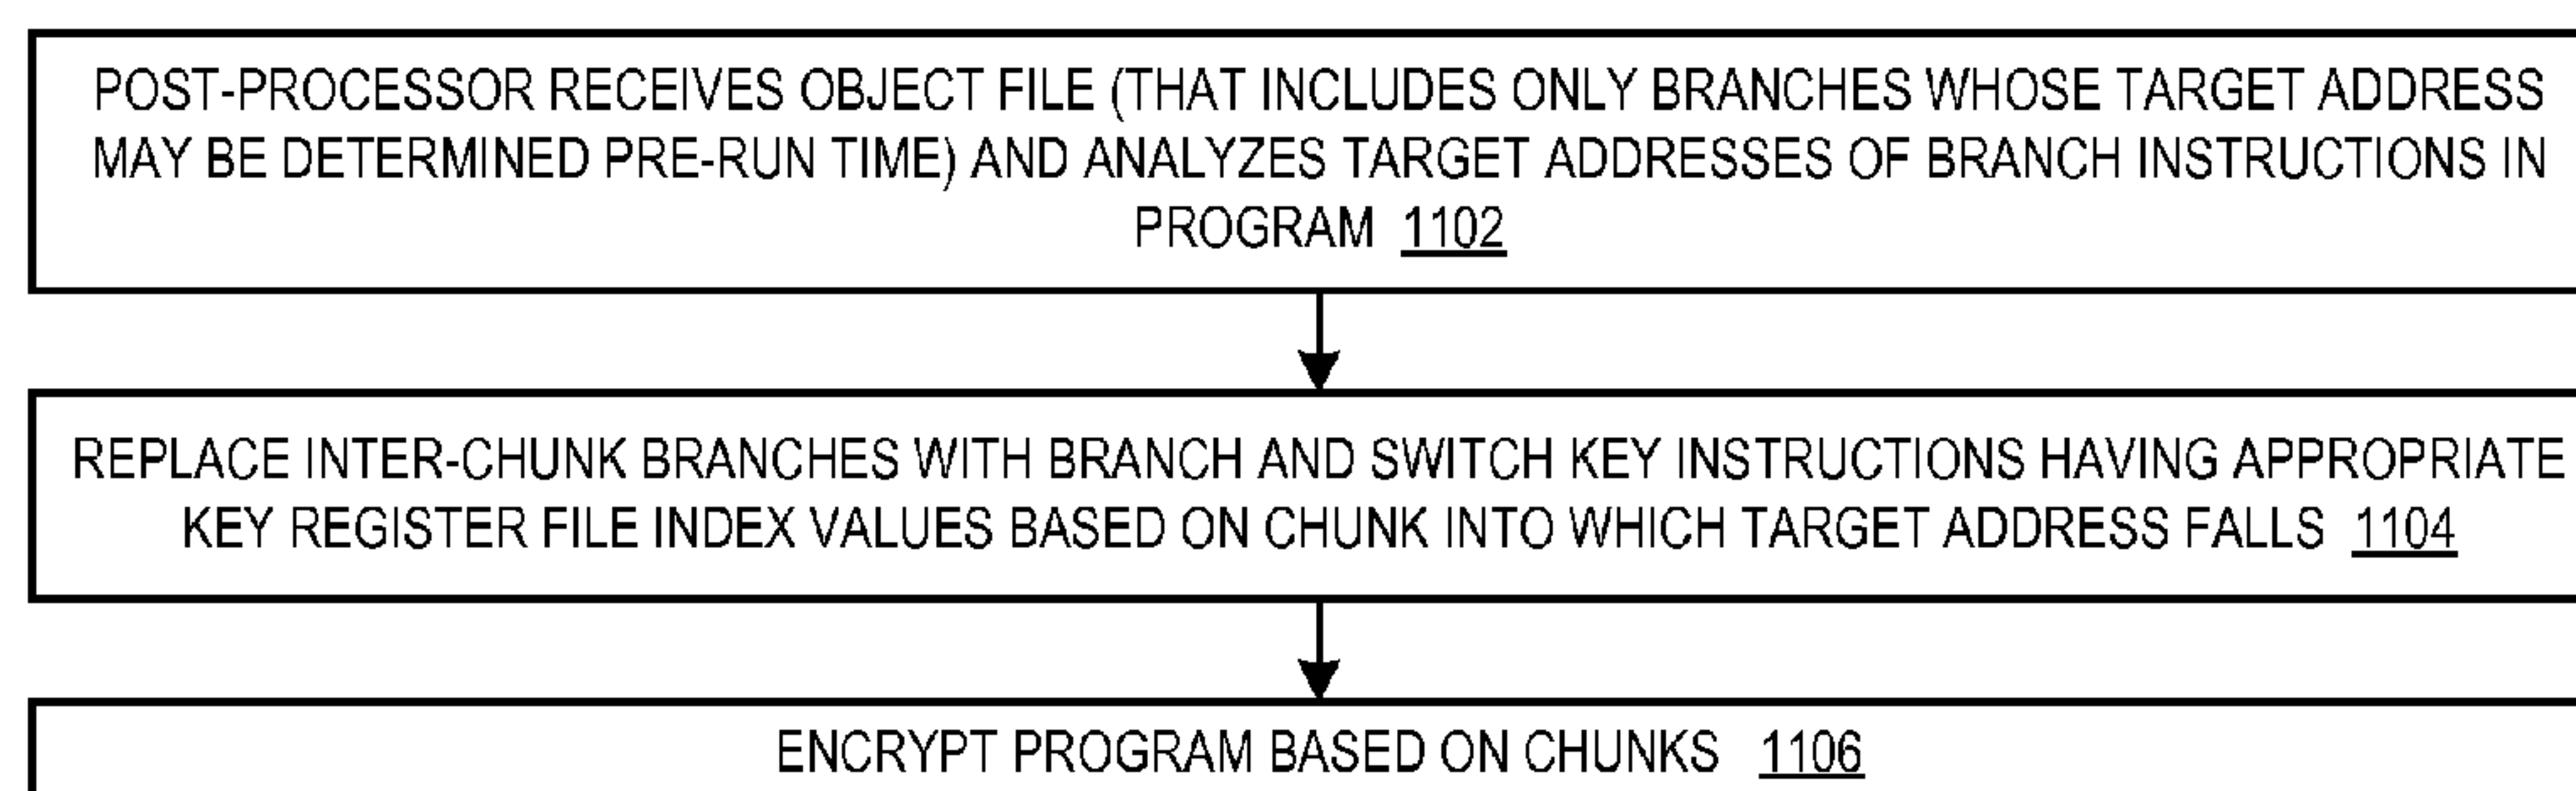 POST-PROCESSOR RECEIVES OBJECT FILE (THAT INCLUDES ONLY BRANCHES WHOSE TARGET ADDRESS
MAY BE DETERMINED PRE-RUN TIME) AND ANALYZES TARGET ADDRESSES OF BRANCH INSTRUCTIONS IN
PROGRAM 1102
REPLACE INTER-CHUNK BRANCHES WITH BRANCH AND SWITCH KEY INSTRUCTIONS HAVING APPROPRIATE
KEY REGISTER FILE INDEX VALUES BASED ON CHUNK INTO WHICH TARGET ADDRESS FALLS 1104
ENCRYPT PROGRAM BASED ON CHUNKS 1106